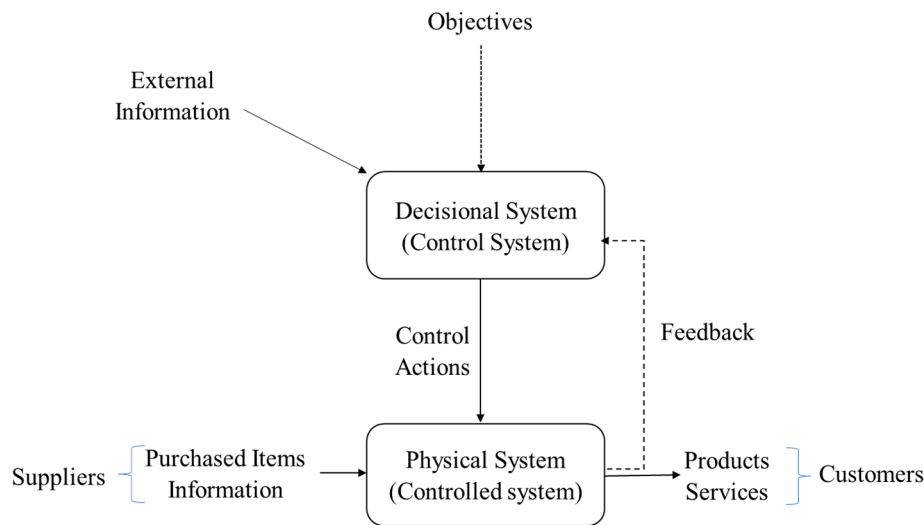 Objectives
External
Information
Decisional System
(Control System)
Control
Actions
Feedback
Suppliers
Purchased Items
Information
Physical System
(Controlled system)
Products
Services
Customers